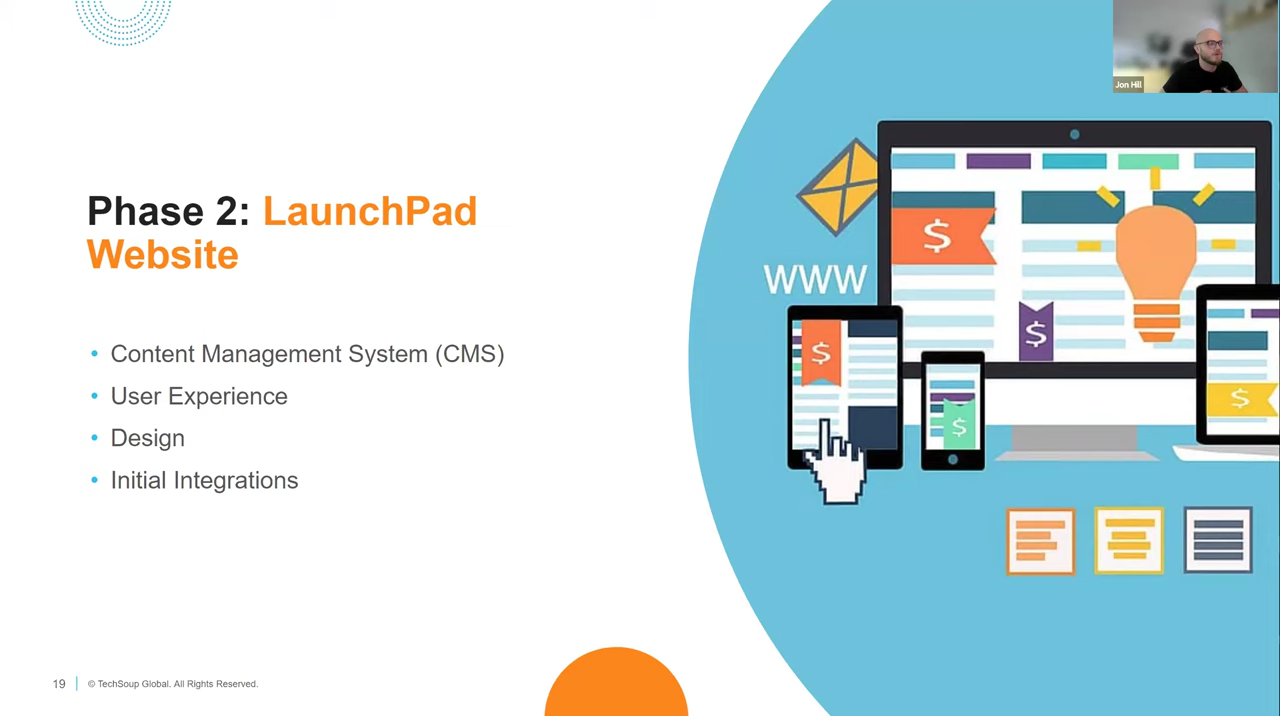 Jon Hill
Phase 2: LaunchPad
Website
• Content Management System (CMS)
• User Experience
• Design
• Initial Integrations
WWW
$
$
$
$
$
19
© TechSoup Global. All Rights Reserved.